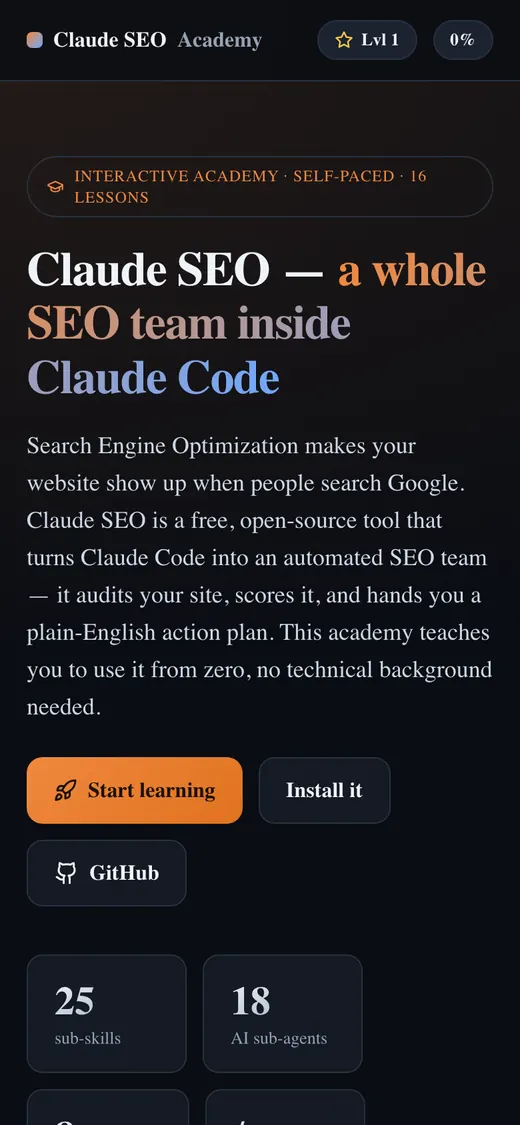 Claude SEO Academy
Lvl 1
0%
INTERACTIVE ACADEMY · SELF-PACED · 16
LESSONS
Claude SEO — a whole
SEO team inside
Claude Code
Search Engine Optimization makes your
website show up when people search Google.
Claude SEO is a free, open-source tool that
turns Claude Code into an automated SEO team
— it audits your site, scores it, and hands you a
plain-English action plan. This academy teaches
you to use it from zero, no technical background
needed.
Start learning
Install it
GitHub
25
sub-skills
18
AI sub-agents